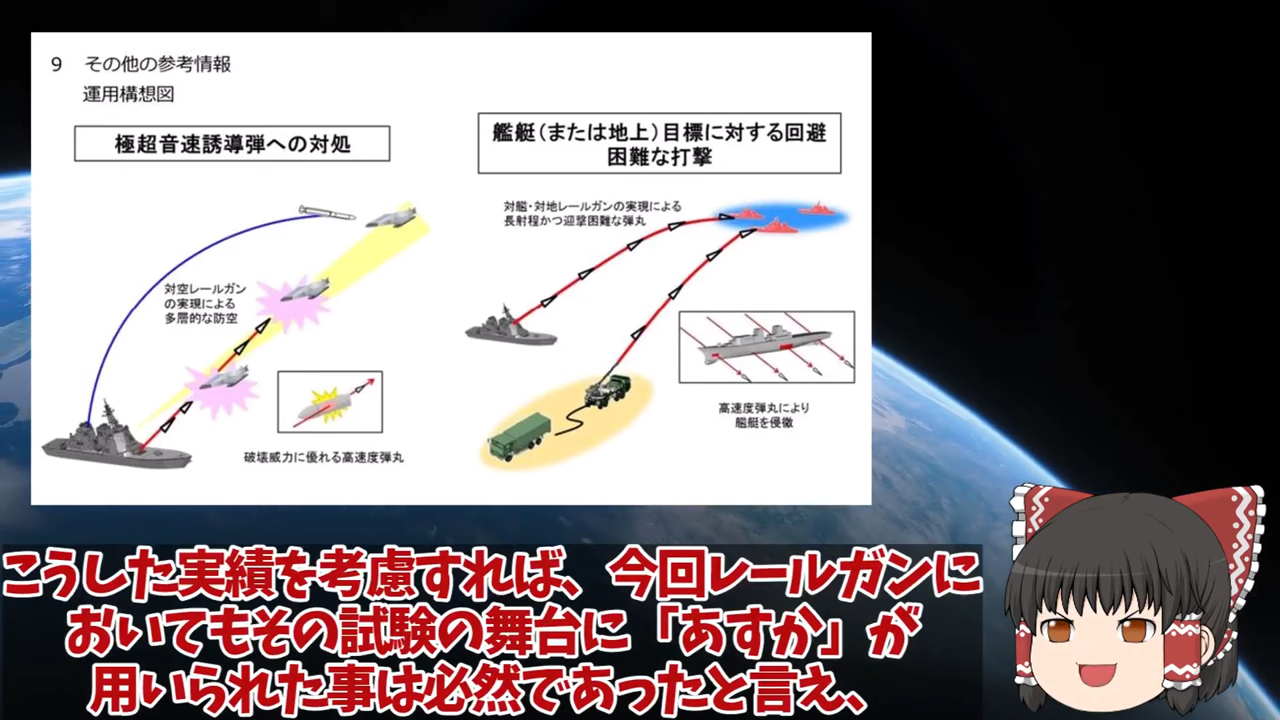 9 その他の参考情報
運用構想図
極超音速誘導弾への対処
対空レールガン
の実現による
多層的な防空
破壊威力に優れる高速度弾丸
艦艇(または地上)目標に対する回避
困難な打撃
対艦・対地レールガンの実現による
長射程かつ迎撃困難な弾丸
高速度弾丸により
艦艇を侵徹
こうした実績を考慮すれば、今回レールガンに
おいてもその試験の舞台に「あすか」が
用いられた事は必然であったと言え、